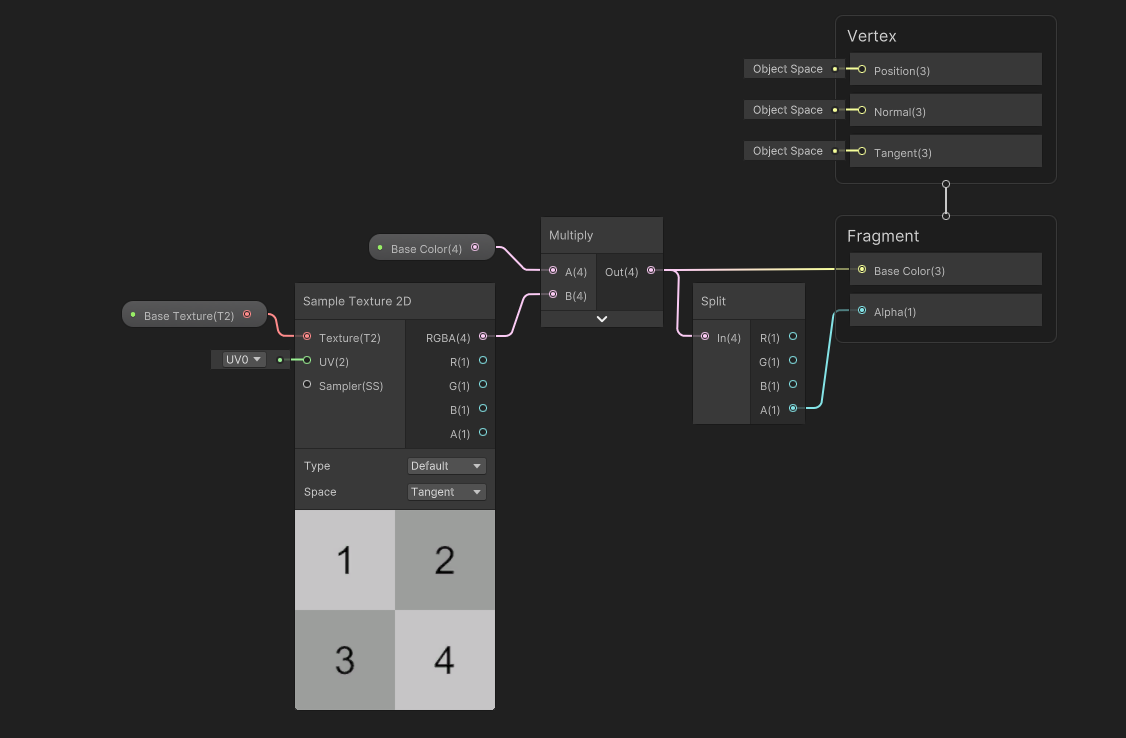 Vertex
Object Space
Position(3)
Object Space
Normal(3)
Object Space
Tangent(3)
Fragment
Base Color(3)
Alpha(1)
Base Color(4)
Multiply
A(4)
Out(4)
B(4)
Split
In(4)
R(1)
G(1)
B(1)
A(1)
Base Texture(T2)
UV0
Sample Texture 2D
Texture(T2)
RGBA(4)
UV(2)
R(1)
Sampler(SS)
G(1)
B(1)
A(1)
Type
Default
Space
Tangent
1
2
3
4